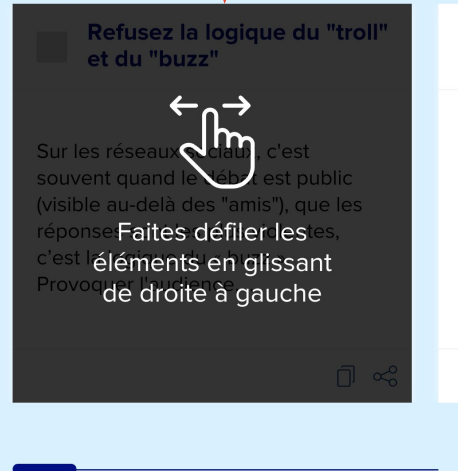 Refusez la logique du "troll"
et du "buzz"
Sur les réseaux sociaux, c'est
souvent quand le débat est public
(visible au-delà des "amis"), que les
réponses
c'est
Provoquer l'audience.
Faites défiler les
éléments en glissant
de droite à gauche